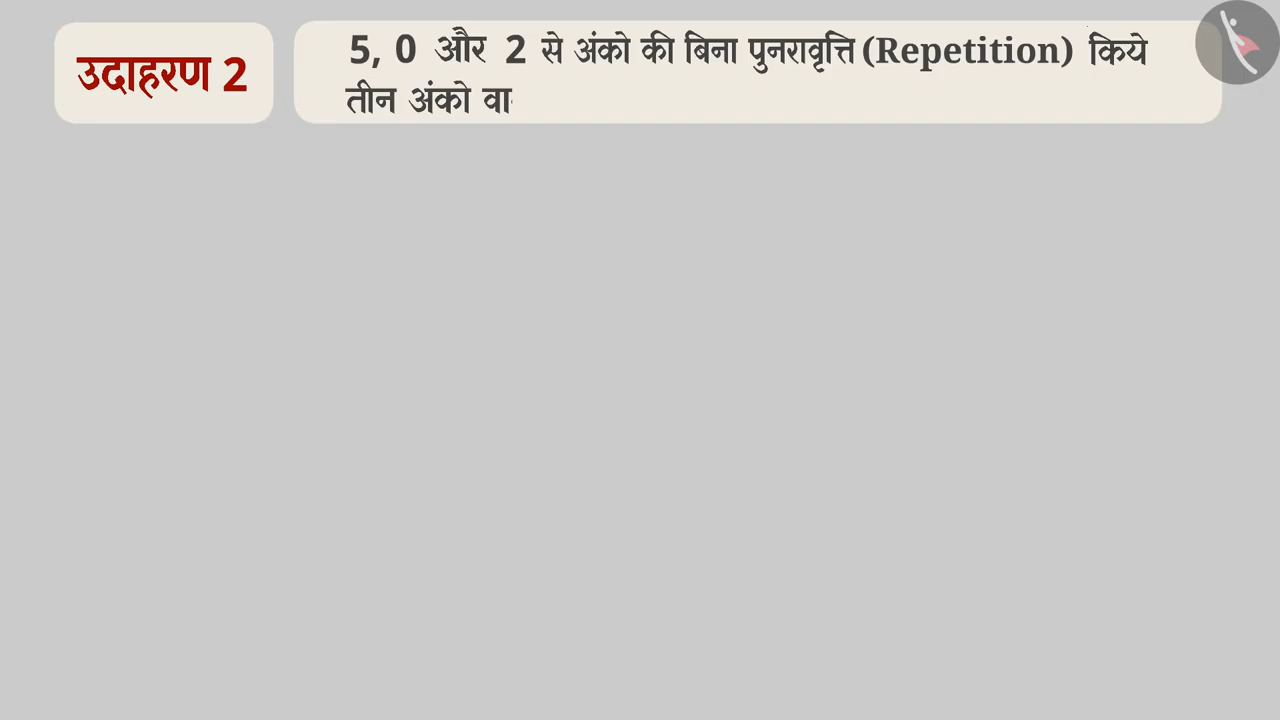 उदाहरण 2
5, 0 और 2 से अंको की बिना पुनरावृत्ति (Repetition) किये
तीन अंको वा